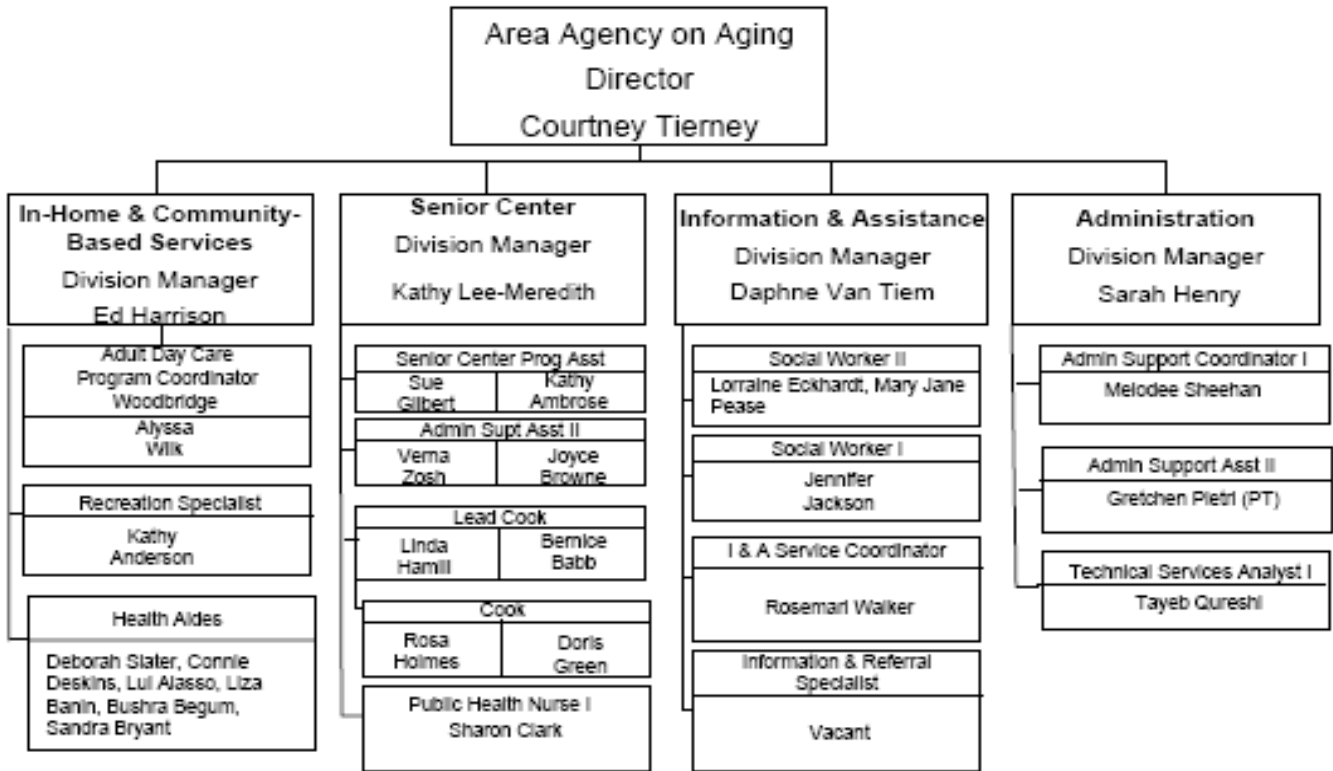 Area Agency on Aging
Director
Courtney Tierney
In-Home & Community-
Based Services
Division Manager
Ed Harrison
Adult Day Care
Program Coordinator
Woodbridge
Alyssa
Wilk
Recreation Specialist
Kathy
Anderson
Health Aides
Deborah Slater, Connie
Deskins, Lul Alasso, Liza
Banin, Bushra Begum,
Sandra Bryant
Senior Center
Division Manager
Kathy Lee-Meredith
Senior Center Prog Asst
Sue
Gilbert
Kathy
Ambrose
Admin Supt Asst II
Verna
Zosh
Joyce
Browne
Lead Cook
Linda
Hamill
Bernice
Babb
Cook
Rosa
Holmes
Doris
Green
Public Health Nurse I
Sharon Clark
Information & Assistance
Division Manager
Daphne Van Tiem
Social Worker II
Lorraine Eckhardt, Mary Jane
Pease
Social Worker I
Jennifer
Jackson
I & A Service Coordinator
Rosemari Walker
Information & Referral
Specialist
Vacant
Administration
Division Manager
Sarah Henry
Admin Support Coordinator I
Melodee Sheehan
Admin Support Asst II
Gretchen Pietri (PT)
Technical Services Analyst I
Tayeb Qureshi